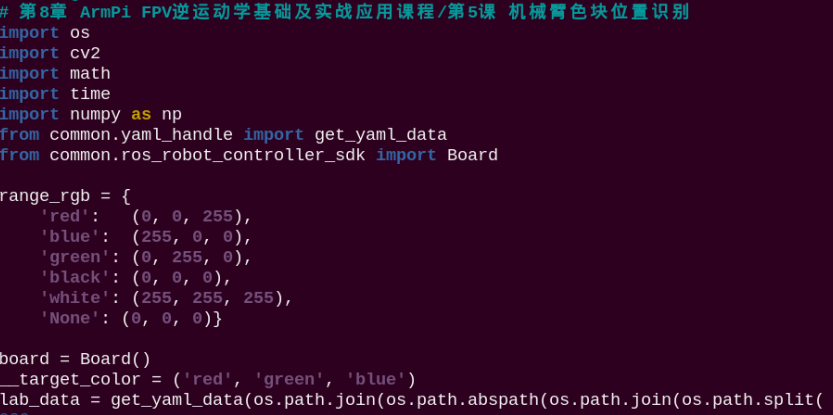 # 第8章 ArmPi FPV逆运动学基础及实战应用课程/第5课 机械臂色块位置识别
import os
import cv2
import math
import time
import numpy as np
from common.yaml_handle import get_yaml_data
from common.ros_robot_controller_sdk import Board

range_rgb = {
    'red':   (0, 0, 255),
    'blue':  (255, 0, 0),
    'green': (0, 255, 0),
    'black': (0, 0, 0),
    'white': (255, 255, 255),
    'None': (0, 0, 0)}

board = Board()
__target_color = ('red', 'green', 'blue')
lab_data = get_yaml_data(os.path.join(os.path.abspath(os.path.join(os.path.split(